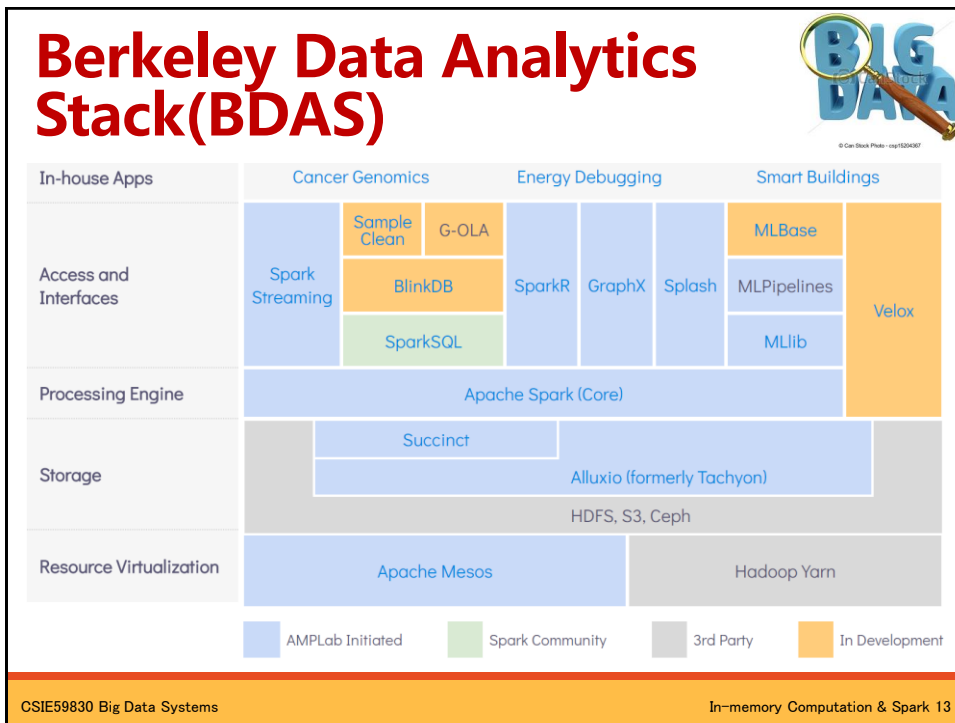 Berkeley Data Analytics
Stack(BDAS)
BIG
DATA
(c) Can Stock
© Can Stock Photo - csp15204367
In-house Apps
Cancer Genomics
Energy Debugging
Smart Buildings
Access and
Interfaces
Spark
Streaming
Sample
Clean
G-OLA
BlinkDB
SparkSQL
SparkR
GraphX
Splash
MLBase
MLPipelines
MLlib
Velox
Processing Engine
Apache Spark (Core)
Storage
Succinct
Alluxio (formerly Tachyon)
HDFS, S3, Ceph
Resource Virtualization
Apache Mesos
Hadoop Yarn
AMPLab Initiated
Spark Community
3rd Party
In Development
CSIE59830 Big Data Systems
In-memory Computation & Spark 13